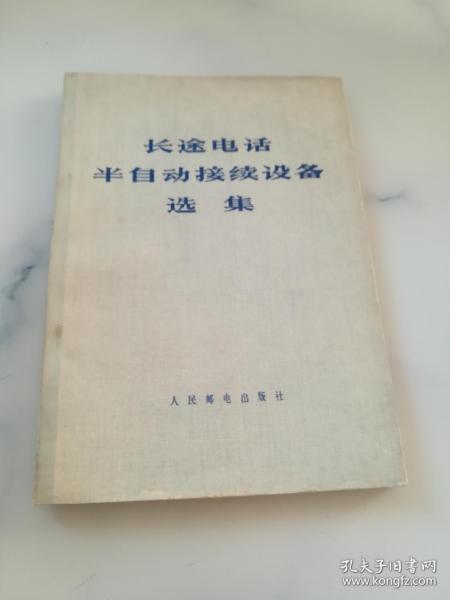 长途电话
半自动接续设备
选集
人民邮电出版社
孔夫子旧书网
www.kongfz.com